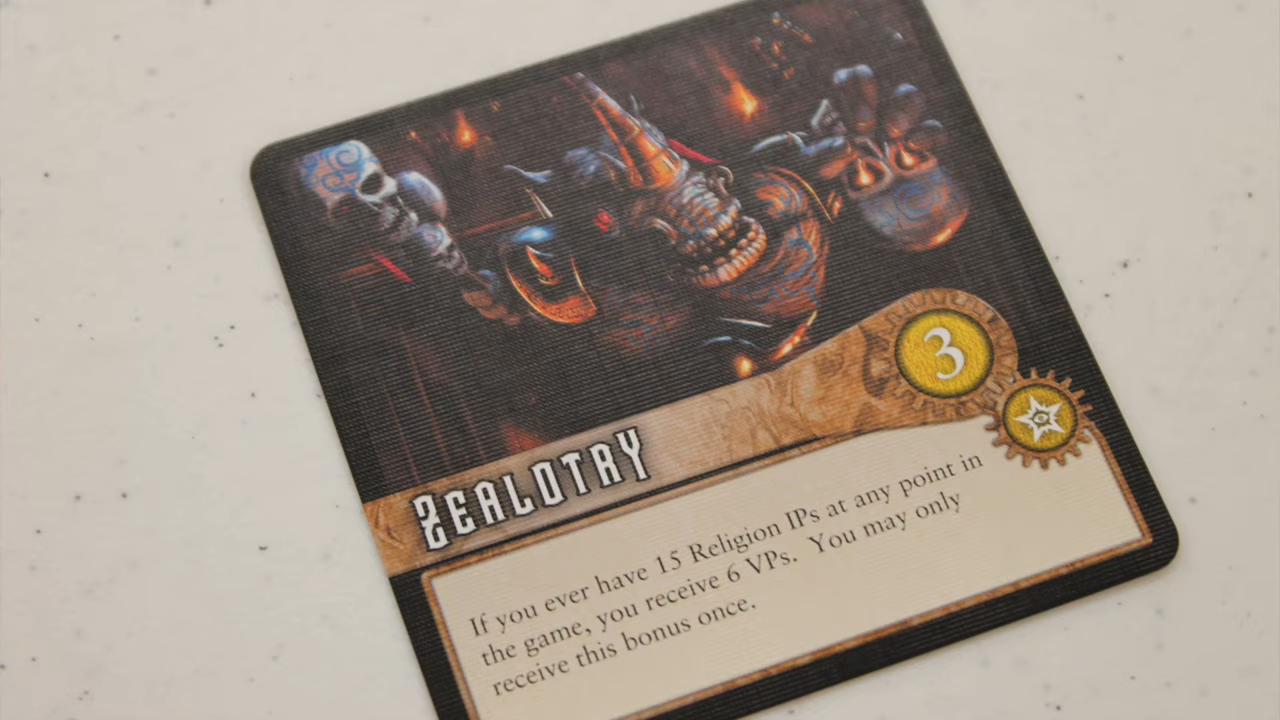 3
ZEALOTRY
If you ever have 15 Religion IPs at any point in
the game, you receive 6 VPs. You may only
receive this bonus once.